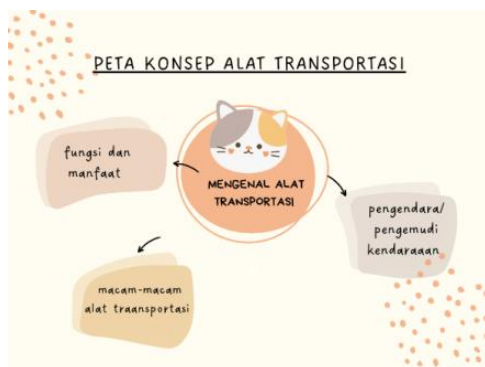 PETA KONSEP ALAT TRANSPORTASI
fungsi dan
manfaat
MENGENAL ALAT
TRANSPORTASI
pengendara/
pengemudi
kendaraaan
macam-macam
alat traansportasi